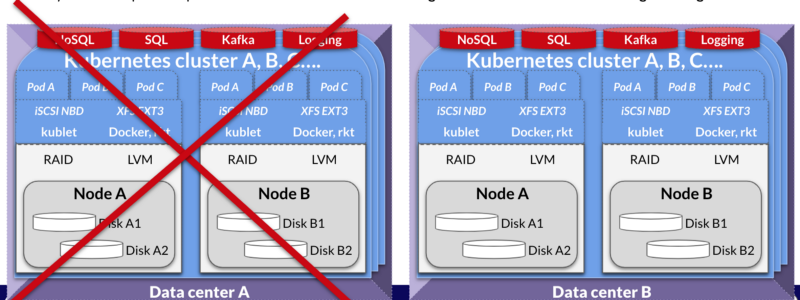 NoSQL SQL Kafka Logging
Kubernetes cluster A, B, C....
Pod A Pod B Pod C Pod A Pod B Pod C
iSCSI NBD XFS EXT3 iSCSI NBD XFS EXT3
kublet Docker, rkt kublet Docker, rkt
RAID LVM RAID LVM
Node A Node B
Disk A1 Disk B1
Disk A2 Disk B2
Data center A
NoSQL SQL Kafka Logging
Kubernetes cluster A, B, C....
Pod A Pod B Pod C Pod A Pod B Pod C
iSCSI NBD XFS EXT3 iSCSI NBD XFS EXT3
kublet Docker, rkt kublet Docker, rkt
RAID LVM RAID LVM
Node A Node B
Disk A1 Disk B1
Disk A2 Disk B2
Data center B